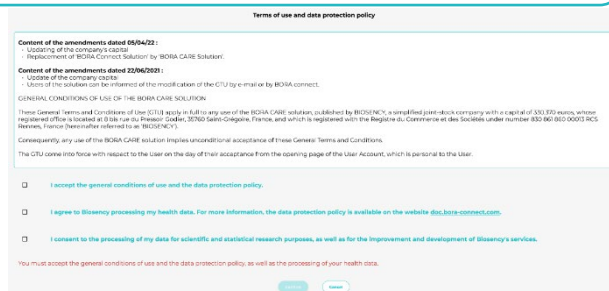 Terms of use and data protection policy
Content of the amendments dated 05/04/22 :
- Updating of the company's capital
- Replacement of 'BORA Connect Solution' by 'BORA CARE Solution'.
Content of the amendments dated 22/06/2021 :
- Update of the company capital
- Users of the solution can be informed of the modification of the GTU by e-mail or by BORA connect.
GENERAL CONDITIONS OF USE OF THE BORA CARE SOLUTION
These General Terms and Conditions of Use (GTU) apply in full to any use of the BORA CARE solution, published by BIOSENCY, a simplified joint-stock company with a capital of 330,370 euros, whose
registered office is located at 8 bis rue du Pressoir Godier, 35760 Saint-Grégoire, France, and which is registered with the Registre du Commerce et des Sociétés under number 830 861 860 00013 RCS
Rennes, France (hereinafter referred to as 'BIOSENCY').
Consequently, any use of the BORA CARE solution implies unconditional acceptance of these General Terms and Conditions.
The GTU come into force with respect to the User on the day of their acceptance from the opening page of the User Account, which is personal to the User.
I accept the general conditions of use and the data protection policy.
I agree to Biosency processing my health data. For more information, the data protection policy is available on the website doc.bora-connect.com.
I consent to the processing of my data for scientific and statistical research purposes, as well as for the improvement and development of Biosency's services.
You must accept the general conditions of use and the data protection policy, as well as the processing of your health data.
Cancel